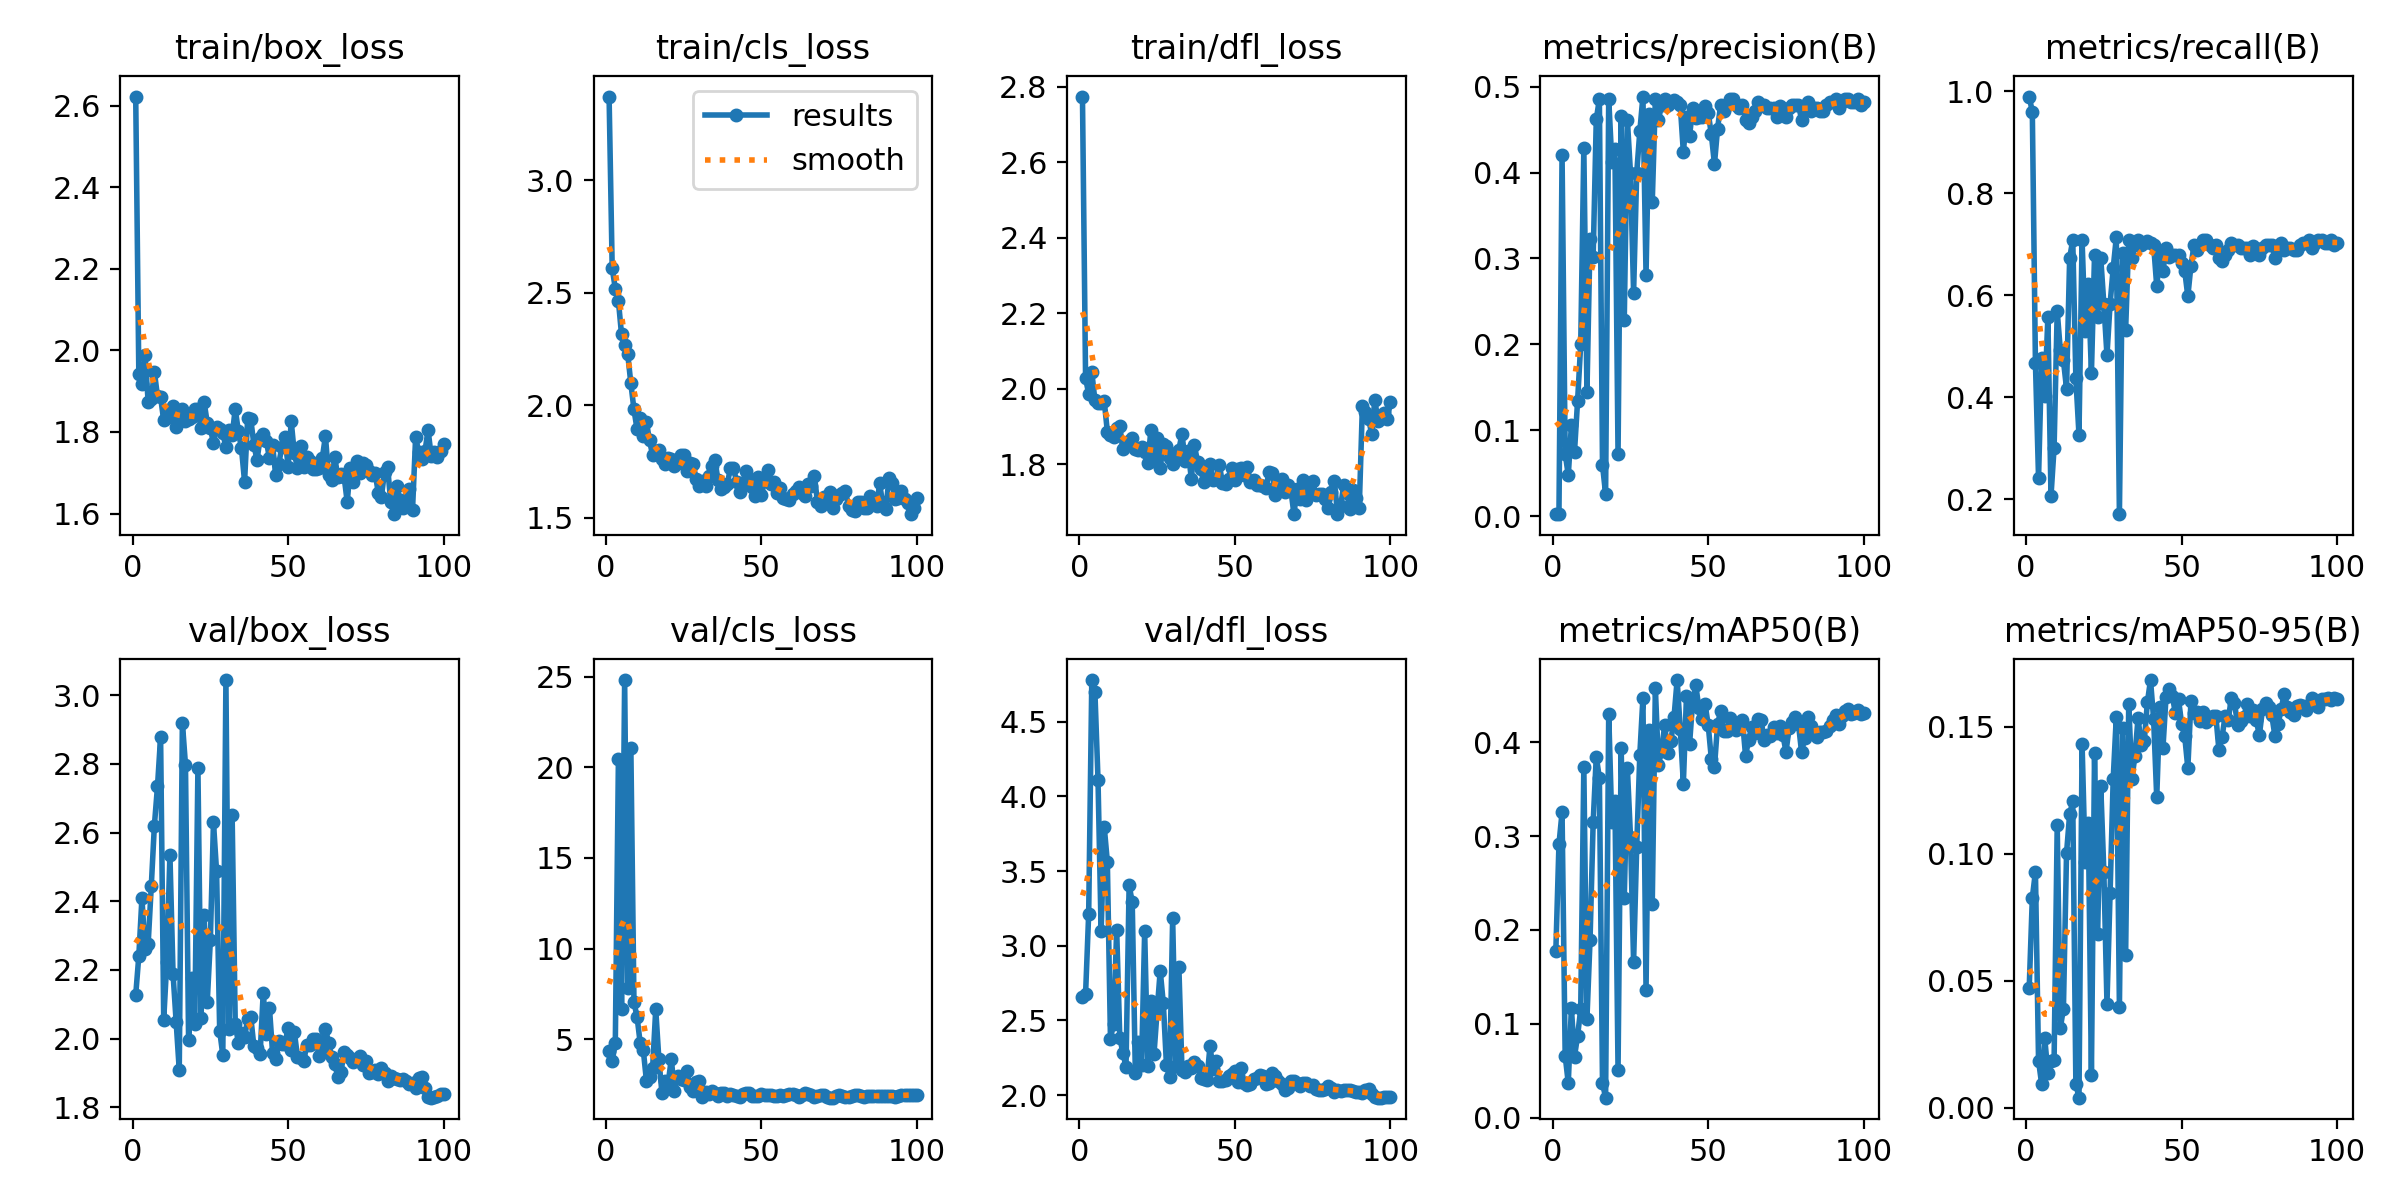 train/box_loss
2.6
2.4
2.2
2.0
1.8
1.6
0 50 100
train/cls_loss
results
smooth
3.0
2.5
2.0
1.5
0 50 100
train/dfl_loss
2.8
2.6
2.4
2.2
2.0
1.8
0 50 100
metrics/precision(B)
0.5
0.4
0.3
0.2
0.1
0.0
0 50 100
metrics/recall(B)
1.0
0.8
0.6
0.4
0.2
0 50 100
val/box_loss
3.0
2.8
2.6
2.4
2.2
2.0
1.8
0 50 100
val/cls_loss
25
20
15
10
5
0 50 100
val/dfl_loss
4.5
4.0
3.5
3.0
2.5
2.0
0 50 100
metrics/mAP50(B)
0.4
0.3
0.2
0.1
0.0
0 50 100
metrics/mAP50-95(B)
0.15
0.10
0.05
0.00
0 50 100